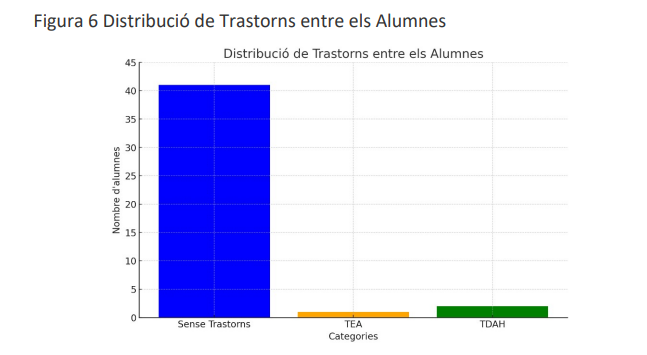 Figura 6 Distribució de Trastorns entre els Alumnes
Distribució de Trastorns entre els Alumnes
45
40
35
30
25
20
15
10
5
0
Nombre d'alumnes
Sense Trastorns TEA TDAH
Categories